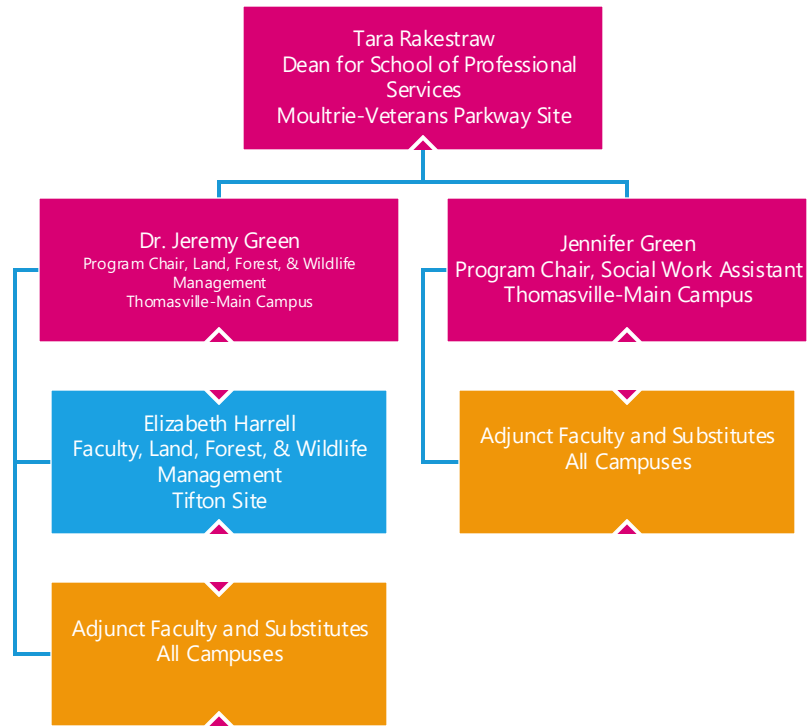 Tara Rakestraw
Dean for School of Professional
Services
Moultrie-Veterans Parkway Site
Dr. Jeremy Green
Program Chair, Land, Forest, & Wildlife
Management
Thomasville-Main Campus
Jennifer Green
Program Chair, Social Work Assistant
Thomasville-Main Campus
Elizabeth Harrell
Faculty, Land, Forest, & Wildlife
Management
Tifton Site
Adjunct Faculty and Substitutes
All Campuses
Adjunct Faculty and Substitutes
All Campuses